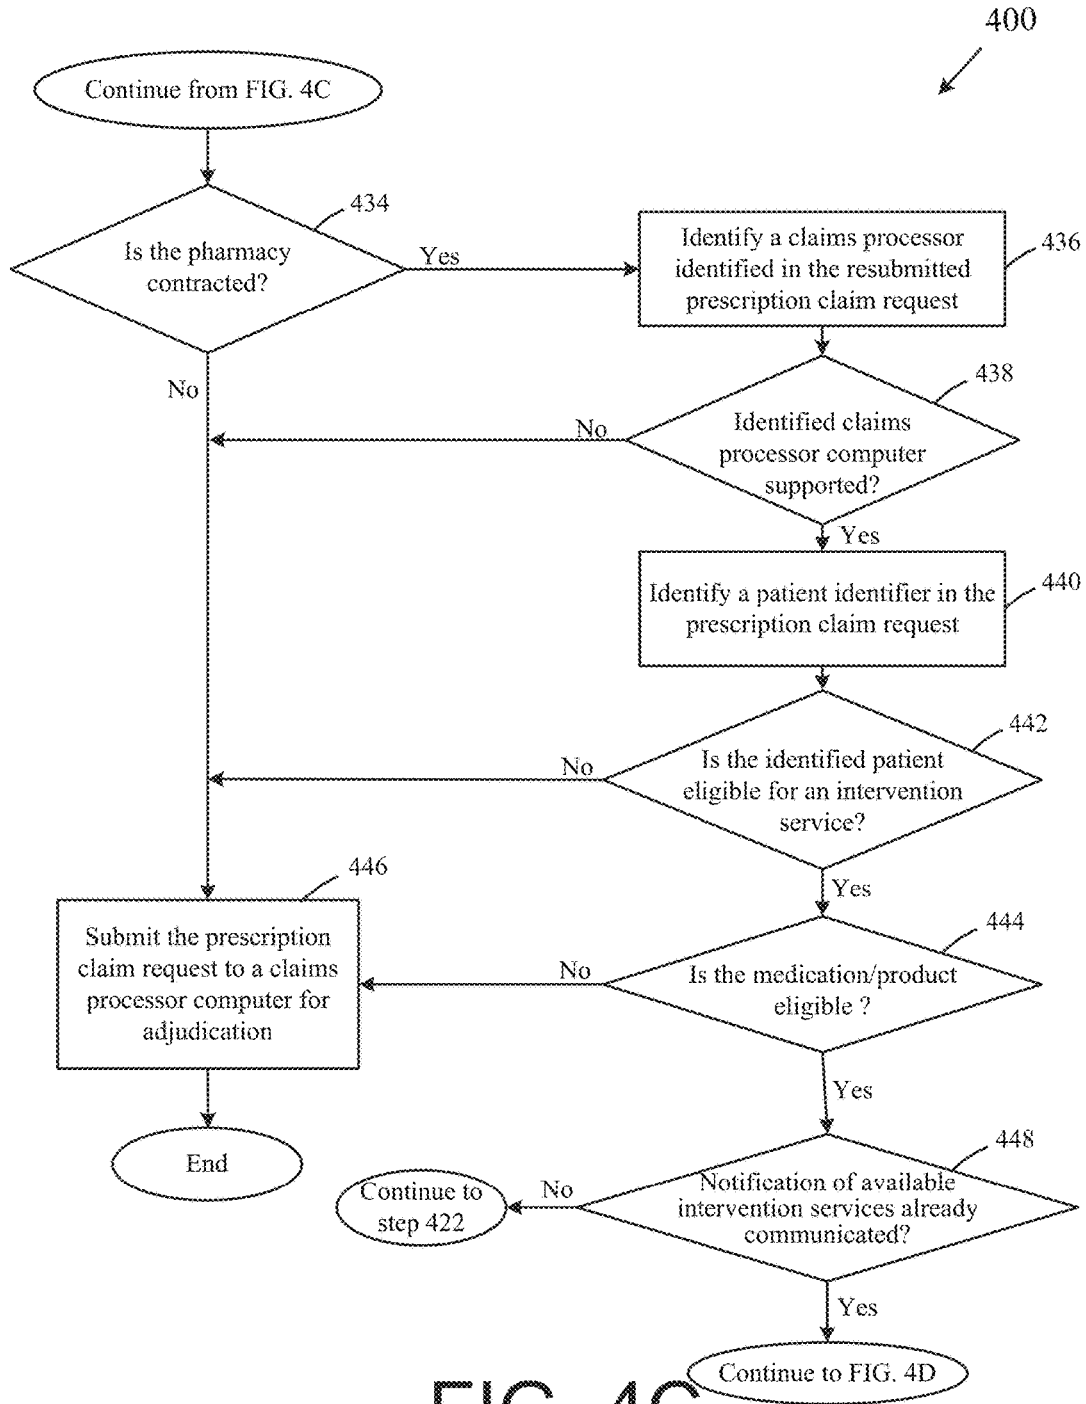 400
Continue from FIG. 4C
434
Is the pharmacy
contracted?
Yes
Identify a claims processor
identified in the resubmitted
prescription claim request
436
No
438
Identified claims
processor computer
supported?
No
Yes
Identify a patient identifier in the
prescription claim request
440
442
Is the identified patient
eligible for an intervention
service?
No
Yes
446
Submit the prescription
claim request to a claims
processor computer for
adjudication
444
Is the medication/product
eligible ?
No
Yes
End
448
Notification of available
intervention services already
communicated?
No
Continue to
step 422
Yes
Continue to FIG. 4D
FIG. 4C